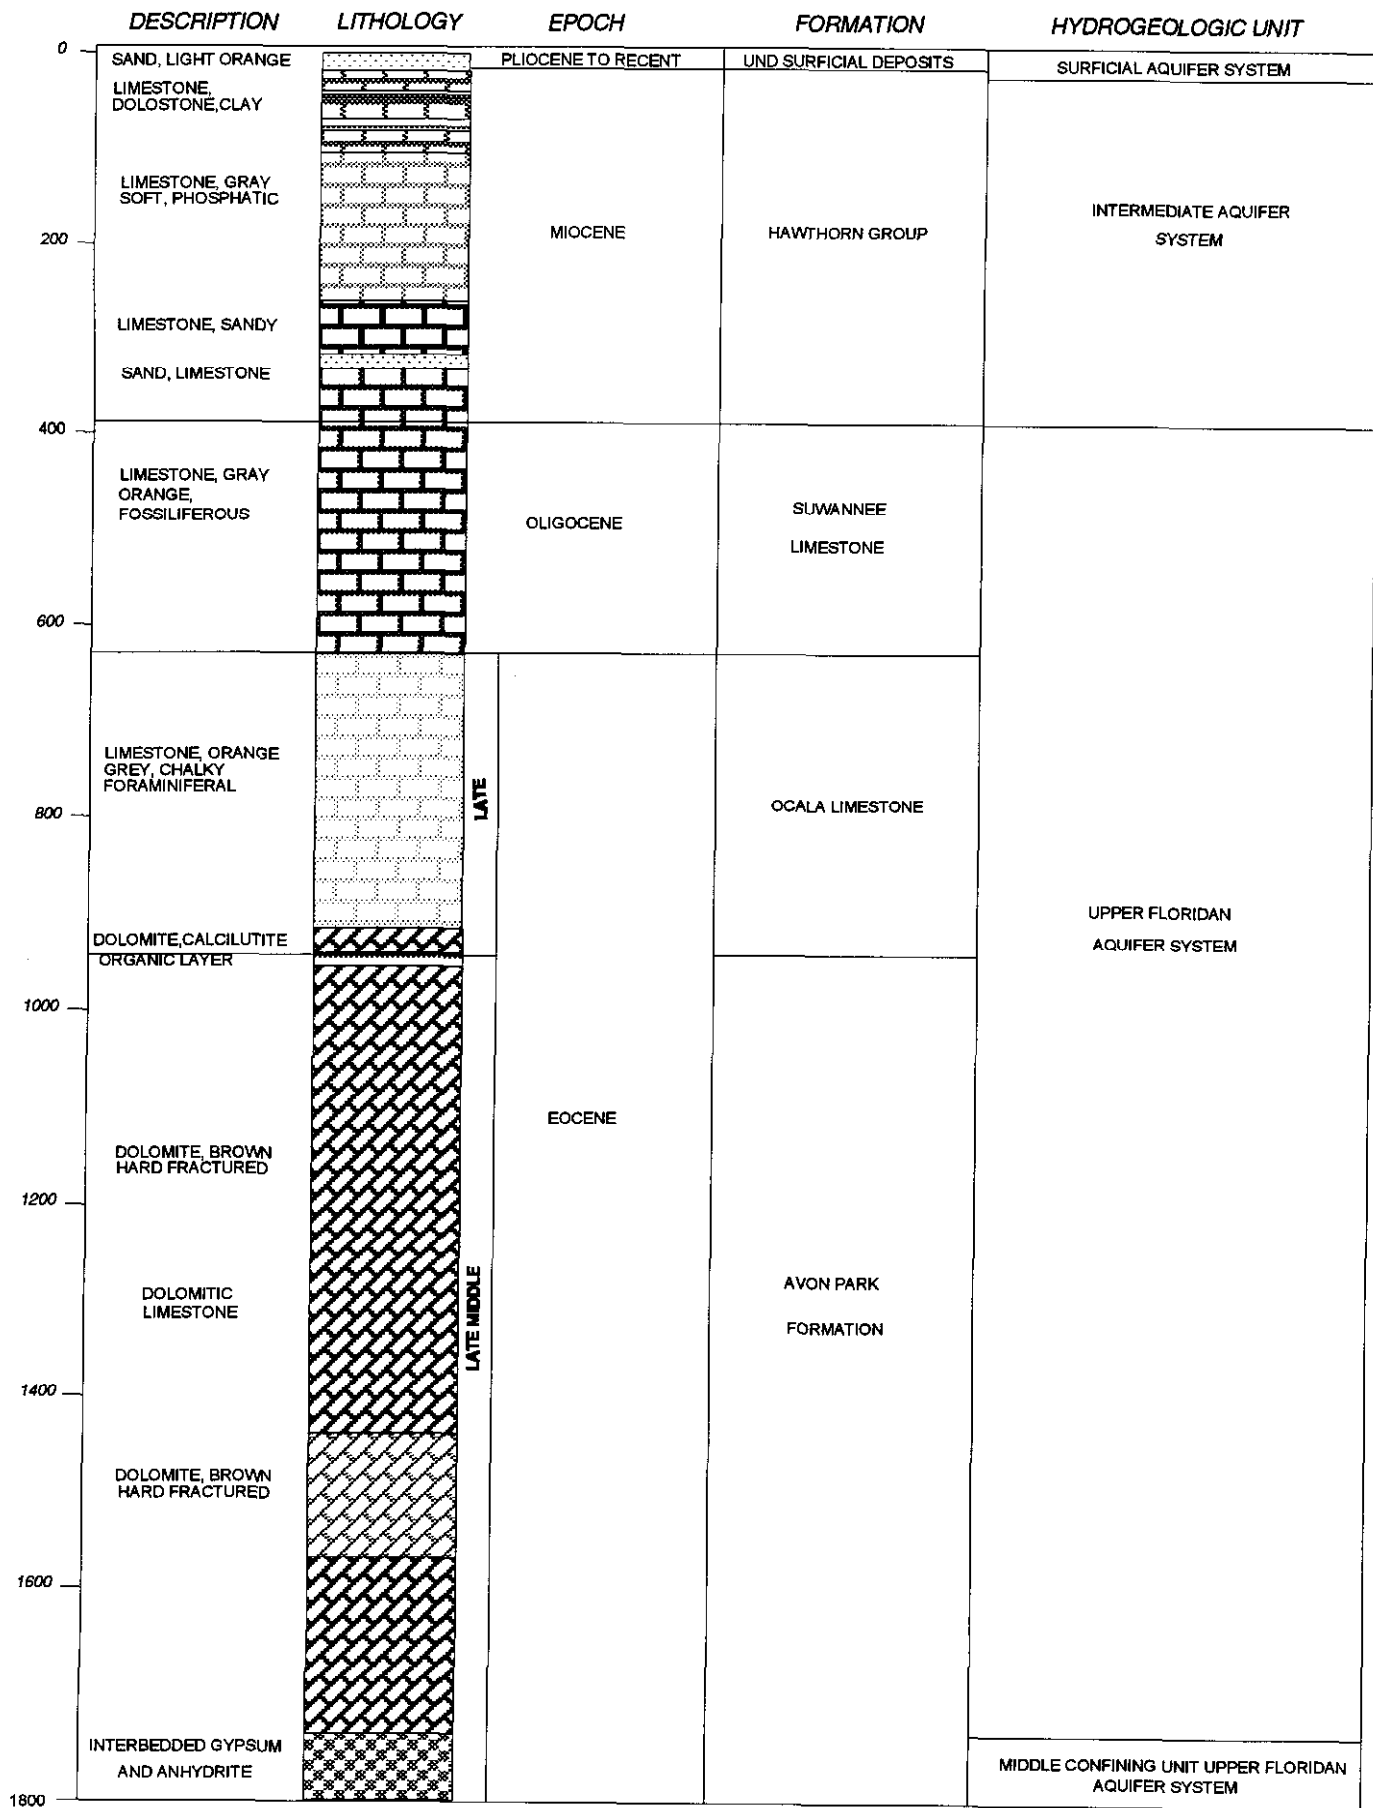 DESCRIPTION LITHOLOGY EPOCH FORMATION HYDROGEOLOGIC UNIT
0
SAND, LIGHT ORANGE PLIOCENE TO RECENT UND SURFICIAL DEPOSITS SURFICIAL AQUIFER SYSTEM
LIMESTONE,
DOLOSTONE,CLAY
LIMESTONE, GRAY
SOFT, PHOSPHATIC
INTERMEDIATE AQUIFER
SYSTEM
200
MIOCENE HAWTHORN GROUP
LIMESTONE, SANDY
SAND, LIMESTONE
400
LIMESTONE, GRAY
ORANGE,
FOSSILIFEROUS
OLIGOCENE
SUWANNEE
LIMESTONE
600
LIMESTONE, ORANGE
GREY, CHALKY
FORAMINIFERAL
LATE
800
OCALA LIMESTONE
UPPER FLORIDAN
AQUIFER SYSTEM
DOLOMITE,CALCILUTITE
ORGANIC LAYER
1000
EOCENE
DOLOMITE, BROWN
HARD FRACTURED
1200
DOLOMITIC
LIMESTONE
LATE MIDDLE
AVON PARK
FORMATION
1400
DOLOMITE, BROWN
HARD FRACTURED
1600
INTERBEDDED GYPSUM
AND ANHYDRITE
MIDDLE CONFINING UNIT UPPER FLORIDAN
AQUIFER SYSTEM
1800